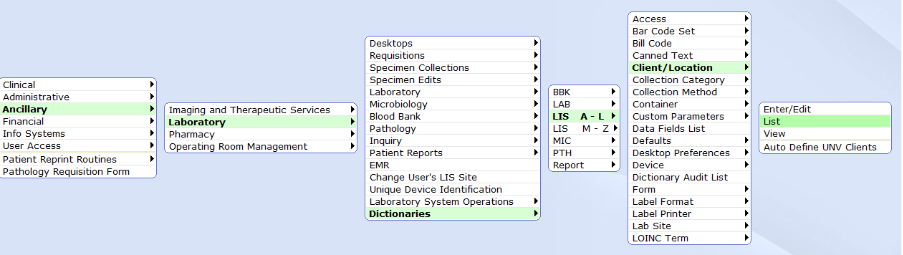 Clinical
Administrative
Ancillary
Financial
Info Systems
User Access
Patient Reprint Routines
Pathology Requisition Form
Imaging and Therapeutic Services
Laboratory
Pharmacy
Operating Room Management
Desktops
Requisitions
Specimen Collections
Specimen Edits
Laboratory
Microbiology
Blood Bank
Pathology
Inquiry
Patient Reports
EMR
Change User's LIS Site
Unique Device Identification
Laboratory System Operations
Dictionaries
BBK
LAB
LIS A - L
LIS M - Z
MIC
PTH
Report
Access
Bar Code Set
Bill Code
Canned Text
Client/Location
Collection Category
Collection Method
Container
Custom Parameters
Data Fields List
Defaults
Desktop Preferences
Device
Dictionary Audit List
Form
Label Format
Label Printer
Lab Site
LOINC Term
Enter/Edit
List
View
Auto Define UNV Clients